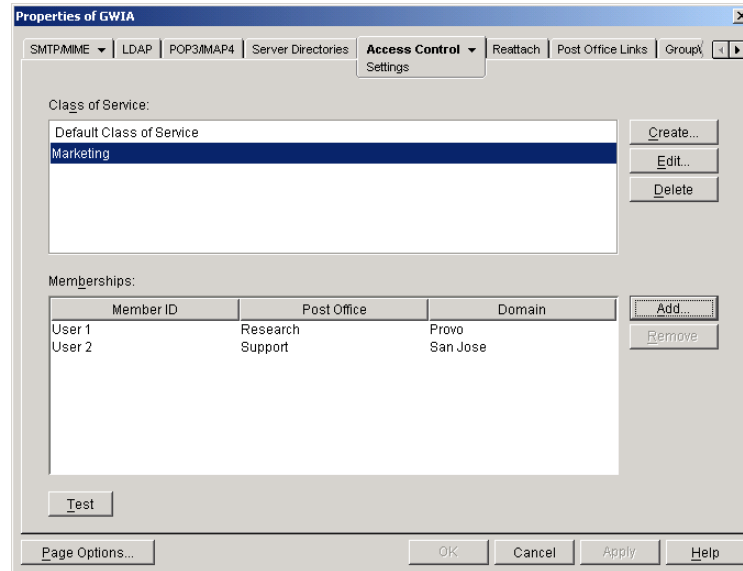 Properties of GWIA
SMTP/MIME LDAP POP3/IMAP4 Server Directories Access Control Reattach Post Office Links
Settings
Class of Service:
Default Class of Service
Create...
Marketing
Edit...
Delete
Memberships:
Member ID Post Office Domain
Add...
User 1 Research Provo
Remove
User 2 Support San Jose
Test
Page Options... OK Cancel Apply Help